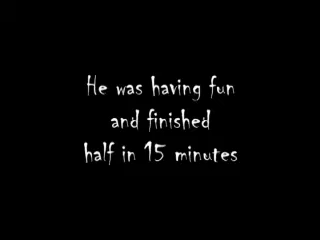 He was having fun
and finished
half in 15 minutes